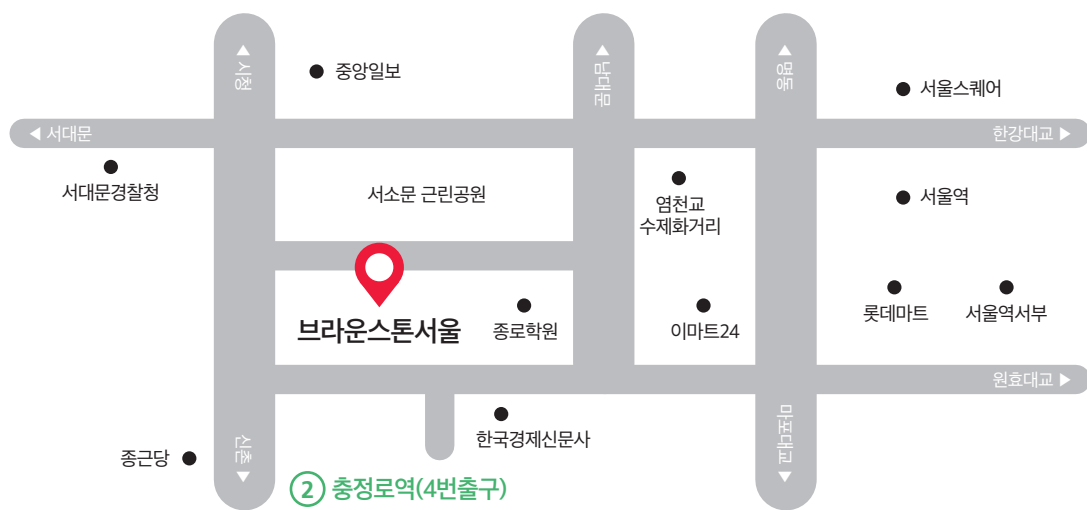 ◀ 시청
◀ 남대문
◀ 명동
중앙일보
서울스퀘어
◀ 서대문
한강대교 ▶
서대문경찰청
서소문 근린공원
염천교
수제화거리
서울역
브라운스톤서울
종로학원
이마트24
롯데마트
서울역서부
원효대교 ▶
한국경제신문사
종근당
신촌 ▶
마포대교 ▶
② 충정로역(4번출구)